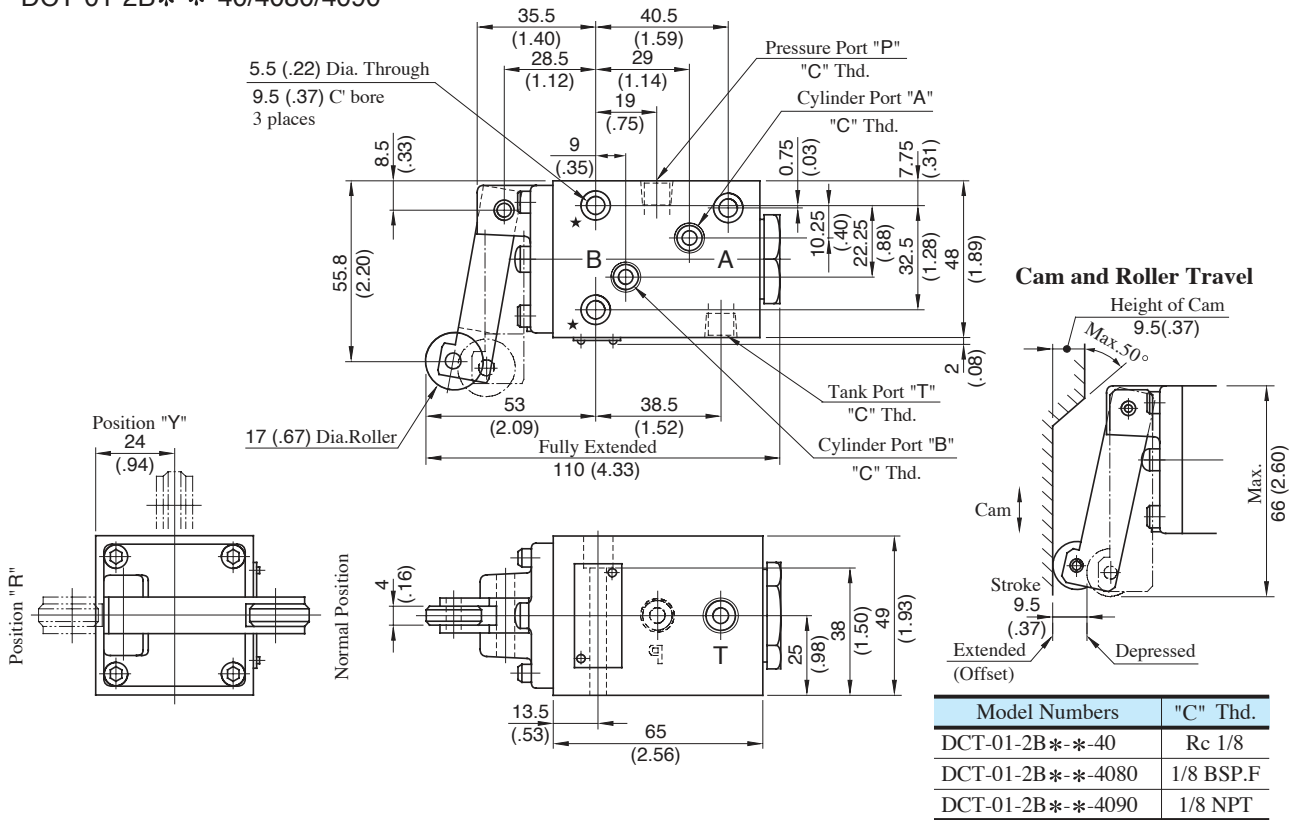 DCT-01-2B*-*-40/4080/4090
35.5
(1.40)
40.5
(1.59)
28.5
(1.12)
29
(1.14)
19
(.75)
9
(.35)
Pressure Port "P"
"C" Thd.
Cylinder Port "A"
"C" Thd.
5.5 (.22) Dia. Through
9.5 (.37) C' bore
3 places
8.5
(.33)
55.8
(2.20)
0.75
(.03)
7.75
(.31)
10.25
(.40)
22.25
(.88)
32.5
(1.28)
48
(1.89)
2
(.08)
★
B
A
★
53
(2.09)
38.5
(1.52)
Fully Extended
110 (4.33)
17 (.67) Dia.Roller
Tank Port "T"
"C" Thd.
Cylinder Port "B"
"C" Thd.
Cam and Roller Travel
Height of Cam
9.5(.37)
Max.50°
Cam
Max.
66 (2.60)
Stroke
9.5
(.37)
Extended
(Offset)
Depressed
Position "Y"
24
(.94)
Position "R"
Normal Position
4
(.16)
P
T
25
(.98)
38
(1.50)
49
(1.93)
13.5
(.53)
65
(2.56)
Model Numbers "C" Thd.
DCT-01-2B*-*-40 Rc 1/8
DCT-01-2B*-*-4080 1/8 BSP.F
DCT-01-2B*-*-4090 1/8 NPT